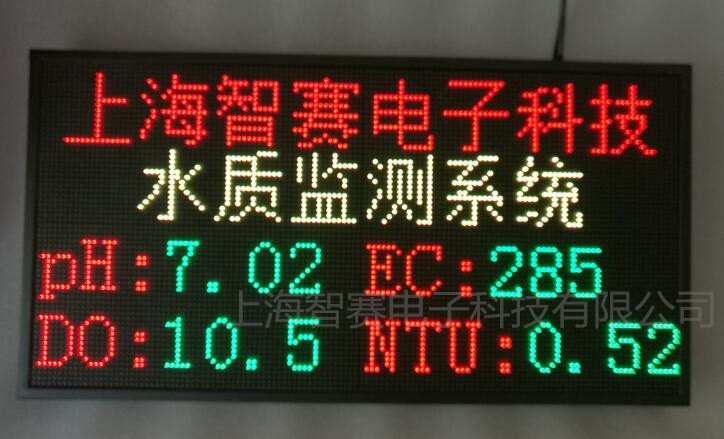 上海智赛电子科技
水质监测系统
pH:7.02 EC:285
上海智赛电子科技有限公司
DO:10.5 NTU:0.52